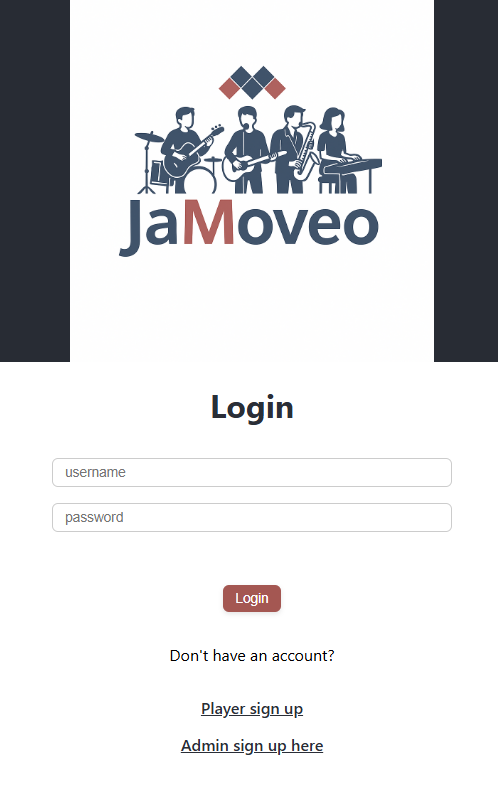 JaMoveo
Login
username
password
Login
Don't have an account?
Player sign up
Admin sign up here